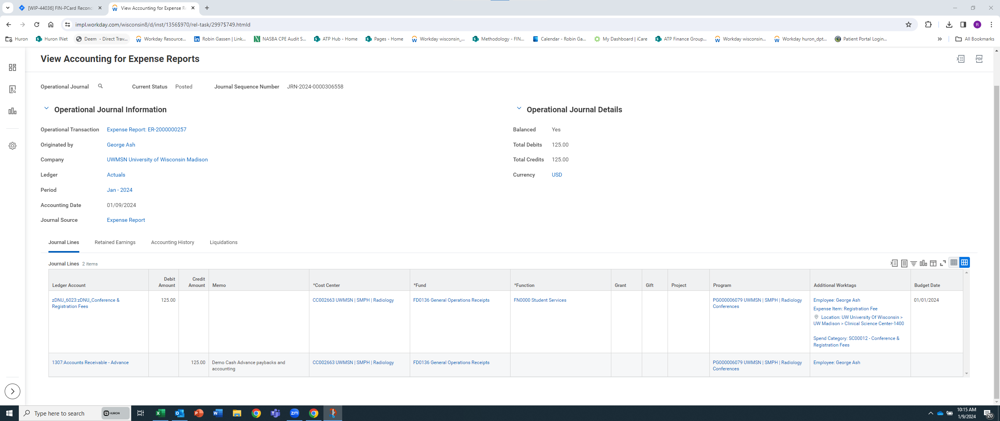 [WIP-44036] FIN-PCard Reconci
View Accounting for Expense Re
impl.workday.com/wisconsin8/d/inst/1356$970/rel-task/2997$749.htmld
R
Huron
Huron INet
Deem - Direct Trav...
Workday Resource...
Robin Gassen | Link...
NASBA CPE Audit S...
ATP Hub - Home
Pages - Home
Workday wisconsin_...
Methodology - FIN...
Calendar - Robin Ga...
My Dashboard | iCare
ATP Finance Group...
Workday wisconsin...
Workday huron_dpt...
Patient Portal Login...
All Bookmarks
View Accounting for Expense Reports
PDF
Operational Journal
Current Status Posted
Journal Sequence Number JRN-2024-0000306558
Operational Journal Information
Operational Transaction Expense Report: ER-2000000257
Originated by George Ash
Company UWMSN University of Wisconsin Madison
Ledger Actuals
Period Jan - 2024
Accounting Date 01/09/2024
Journal Source Expense Report
Operational Journal Details
Balanced Yes
Total Debits 125.00
Total Credits 125.00
Currency USD
Journal Lines Retained Earnings Accounting History Liquidations
Journal Lines 2 items
Ledger Account
Debit
Amount
Credit
Amount
Memo
*Cost Center
*Fund
*Function
Grant
Gift
Project
Program
Additional Worktags
Budget Date
zDNU_6023:zDNU_Conference &
Registration Fees
125.00
CC002663 UWMSN | SMPH | Radiology
FD0136 General Operations Receipts
FN0000 Student Services
PG000006079 UWMSN | SMPH | Radiology
Conferences
Employee: George Ash
Expense Item: Registration Fee
Location: UW University Of Wisconsin >
UW Madison > Clinical Science Center-1400
Spend Category: SC00012 - Conference &
Registration Fees
01/01/2024
1307:Accounts Receivable - Advance
125.00
Demo Cash Advance paybacks and
accounting
CC002663 UWMSN | SMPH | Radiology
FD0136 General Operations Receipts
PG000006079 UWMSN | SMPH | Radiology
Conferences
Employee: George Ash
Type here to search
HURON
zm
10:15 AM
1/9/2024
20